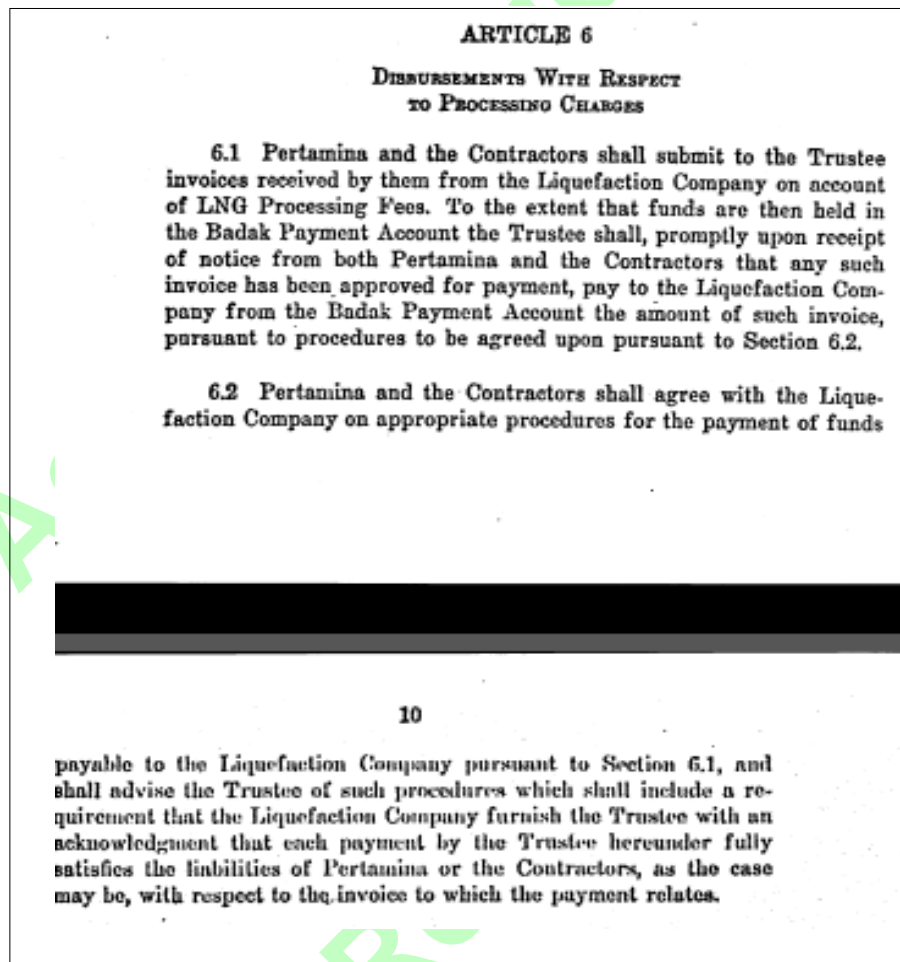 ARTICLE 6
DISBURSEMENTS WITH RESPECT
TO PROCESSING CHARGES
6.1 Pertamina and the Contractors shall submit to the Trustee
invoices received by them from the Liquefaction Company on account
of LNG Processing Fees. To the extent that funds are then held in
the Badak Payment Account the Trustee shall, promptly upon receipt
of notice from both Pertamina and the Contractors that any such
invoice has been approved for payment, pay to the Liquefaction Com-
pany from the Badak Payment Account the amount of such invoice,
pursuant to procedures to be agreed upon pursuant to Section 6.2.
6.2 Pertamina and the Contractors shall agree with the Lique-
faction Company on appropriate procedures for the payment of funds
10
payable to the Liquefaction Company pursuant to Section 6.1, and
shall advise the Trustee of such procedures which shall include a re-
quirement that the Liquefaction Company furnish the Trustee with an
acknowledgment that each payment by the Trustee hereunder fully
satisfies the liabilities of Pertamina or the Contractors, as the case
may be, with respect to the invoice to which the payment relates.